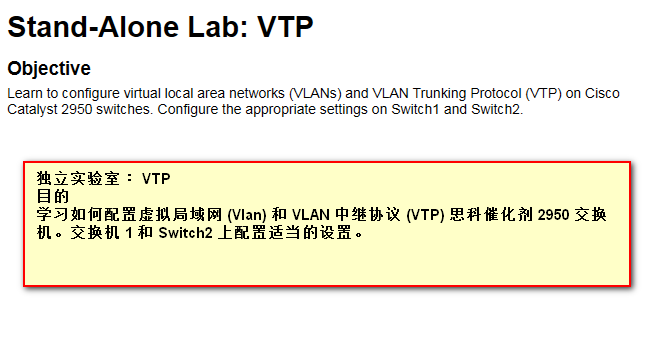 Stand-Alone Lab: VTP
Objective
Learn to configure virtual local area networks (VLANs) and VLAN Trunking Protocol (VTP) on Cisco
Catalyst 2950 switches. Configure the appropriate settings on Switch1 and Switch2.
独立实验室： VTP
目的
学习如何配置虚拟局域网 (Vlan) 和 VLAN 中继协议 (VTP) 思科催化剂 2950 交换
机。交换机 1 和 Switch2 上配置适当的设置。